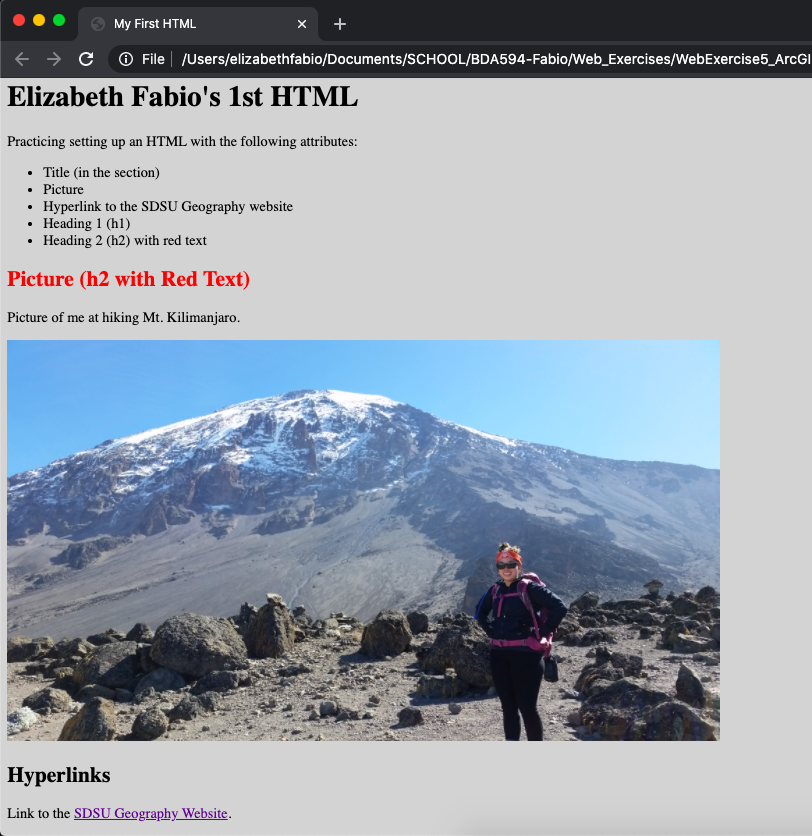 My First HTML
File /Users/elizabethfabio/Documents/SCHOOL/BDA594-Fabio/Web_Exercises/WebExercise5_ArcGI
Elizabeth Fabio's 1st HTML
Practicing setting up an HTML with the following attributes:
• Title (in the section)
• Picture
• Hyperlink to the SDSU Geography website
• Heading 1 (h1)
• Heading 2 (h2) with red text
Picture (h2 with Red Text)
Picture of me at hiking Mt. Kilimanjaro.
Hyperlinks
Link to the SDSU Geography Website.